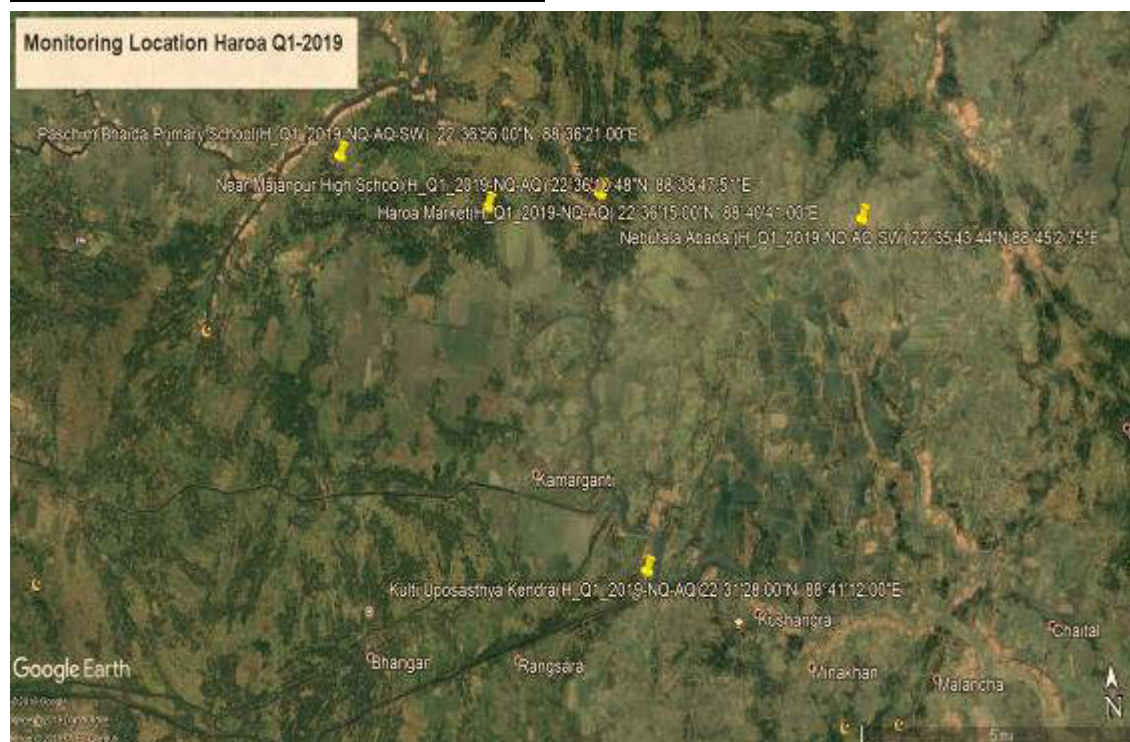 Monitoring Location Haroa Q1-2019
Paschim Bhaida Primary School(H_Q1_2019-NQ-AQ-SW) 22°36'56.00"N 88°36'21.00"E
Near Majanpur High School(H_Q1_2019-NQ-AQ) 22°36'10.48"N 88°38'47.51"E
Haroa Market(H_Q1_2019-NQ-AQ) 22°36'15.00"N 88°40'41.00"E
Nebutala Abada (H_Q1_2019-NQ-AQ-SW) 22°35'43.44"N 88°45'2.75"E
Kamarganti
Kulti Uposasthya Kendra(H_Q1_2019-NQ-AQ)22°31'28.00"N 88°41'12.00"E
Kushangra
Chaital
Bhangar
Rangsara
Minakhan
Malancha
Google Earth
N
©2018 Google
5 mi